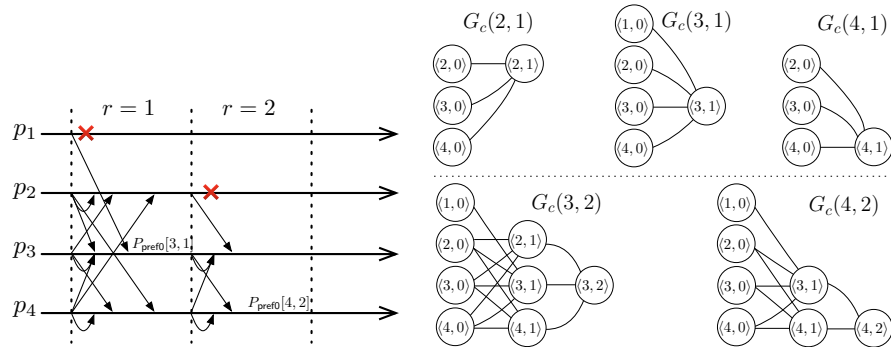 r = 1 r = 2
p1
p2
p3
p4
P_pref0[3, 1]
P_pref0[4, 2]
G_c(2, 1) G_c(3, 1) G_c(4, 1)
⟨2, 0⟩ ⟨2, 1⟩
⟨3, 0⟩
⟨4, 0⟩
⟨1, 0⟩
⟨2, 0⟩
⟨3, 0⟩ ⟨3, 1⟩
⟨4, 0⟩
⟨2, 0⟩
⟨3, 0⟩
⟨4, 0⟩ ⟨4, 1⟩
G_c(3, 2) G_c(4, 2)
⟨1, 0⟩
⟨2, 0⟩ ⟨2, 1⟩
⟨3, 0⟩ ⟨3, 1⟩ ⟨3, 2⟩
⟨4, 0⟩ ⟨4, 1⟩
⟨1, 0⟩
⟨2, 0⟩
⟨3, 0⟩ ⟨3, 1⟩
⟨4, 0⟩ ⟨4, 1⟩ ⟨4, 2⟩